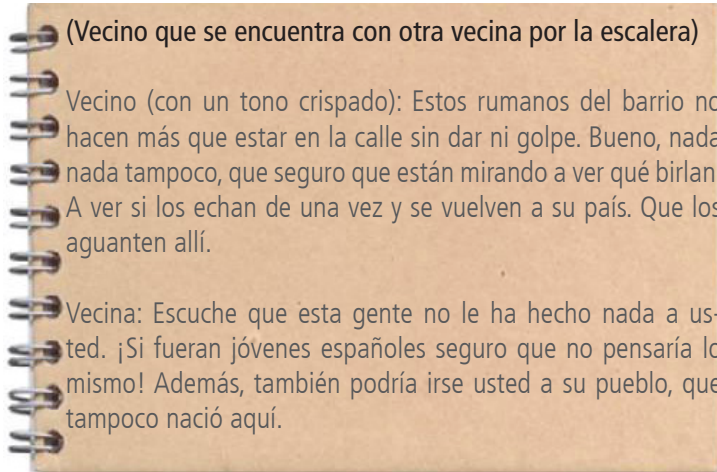 (Vecino que se encuentra con otra vecina por la escalera)
Vecino (con un tono crispado): Estos rumanos del barrio no
hacen más que estar en la calle sin dar ni golpe. Bueno, nada
nada tampoco, que seguro que están mirando a ver qué birlan.
A ver si los echan de una vez y se vuelven a su país. Que los
aguanten allí.
Vecina: Escuche que esta gente no le ha hecho nada a us-
ted. ¡Si fueran jóvenes españoles seguro que no pensaría lo
mismo! Además, también podría irse usted a su pueblo, que
tampoco nació aquí.